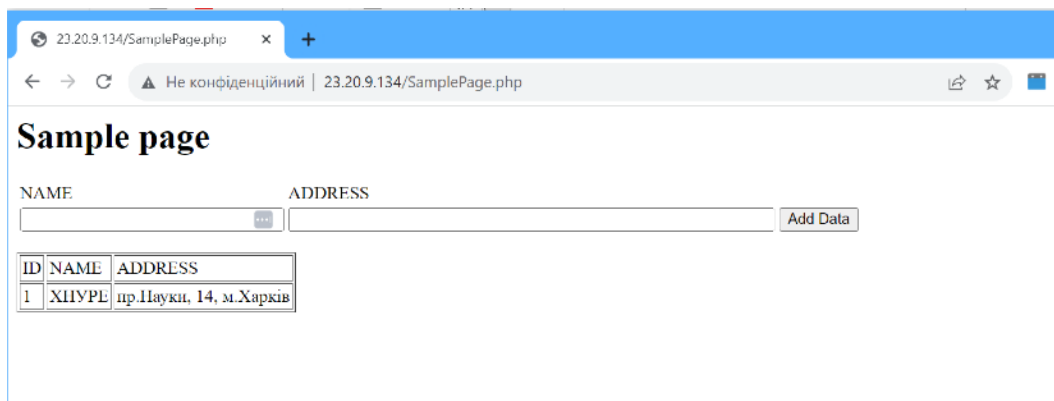 23.20.9.134/SamplePage.php
Не конфіденційний | 23.20.9.134/SamplePage.php
Sample page
NAME ADDRESS
Add Data
ID NAME ADDRESS
1 ХНУРЕ пр.Науки, 14, м.Харків